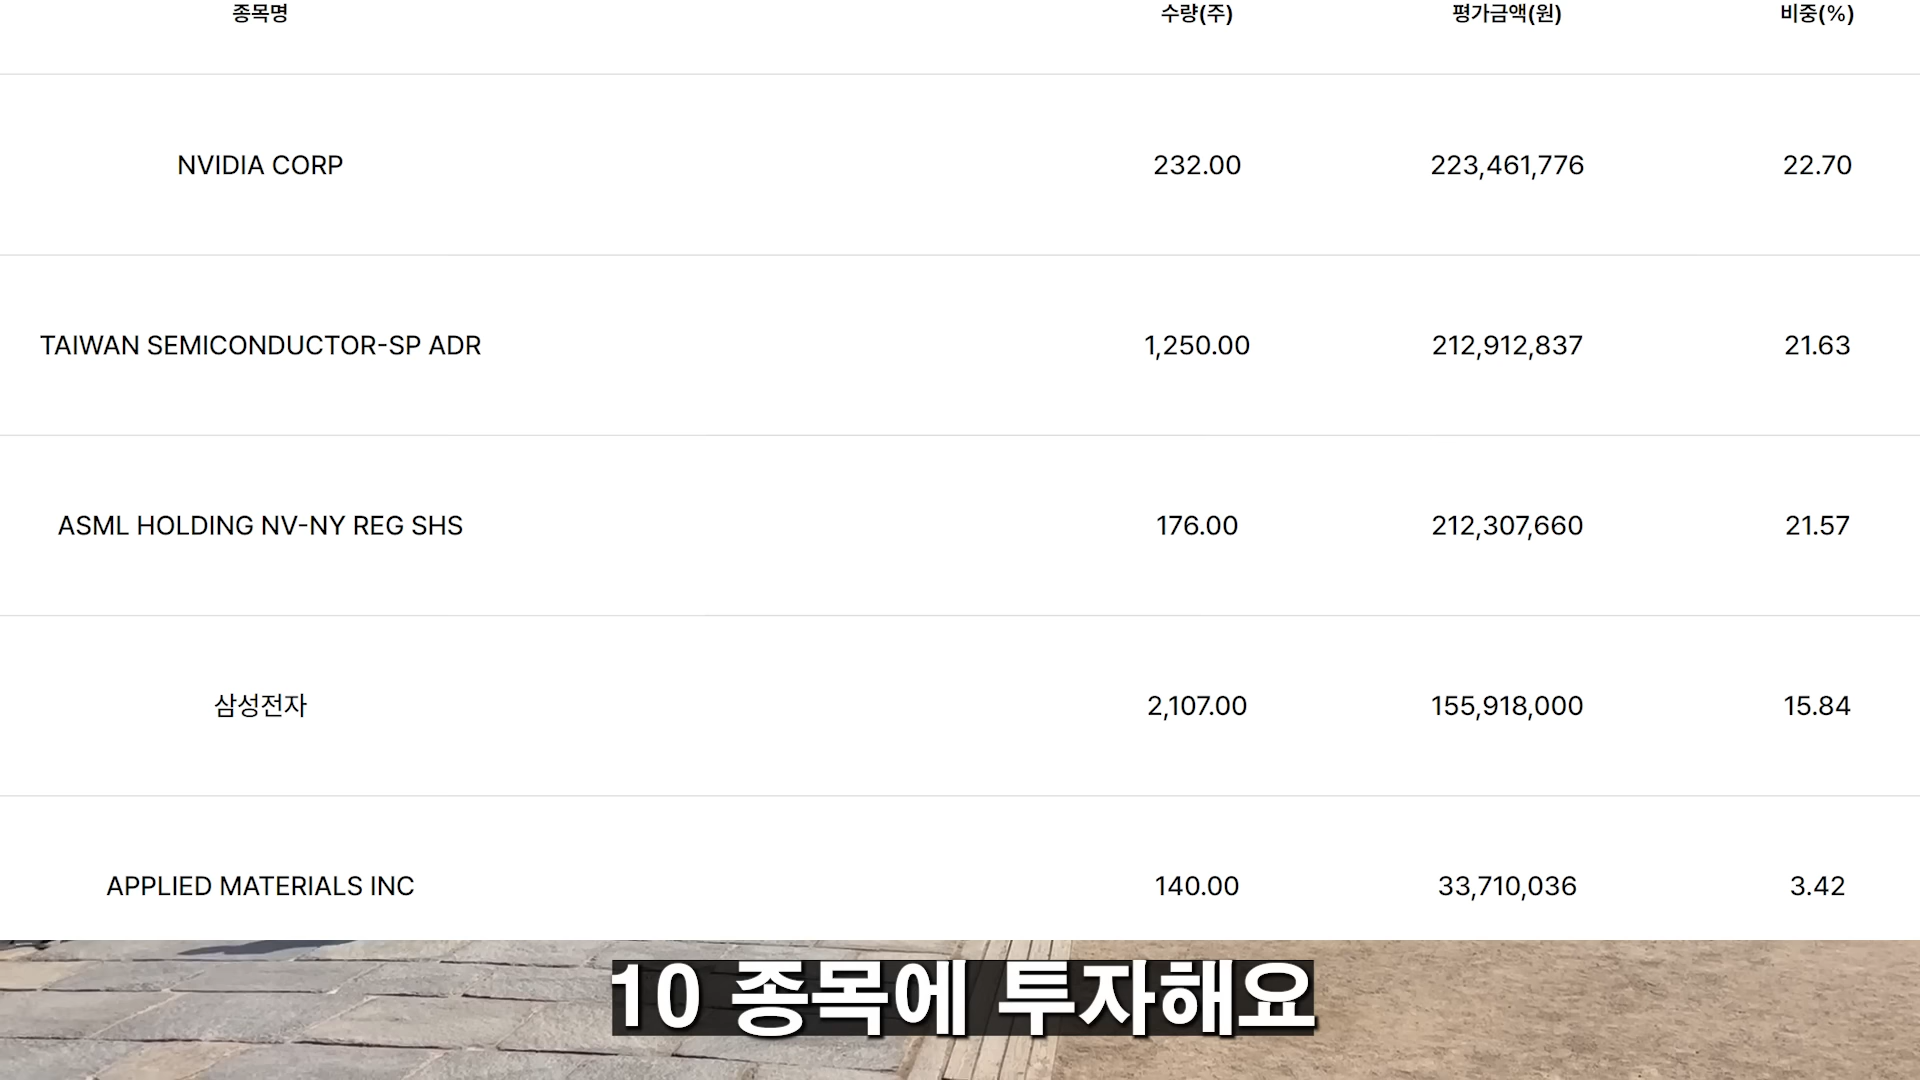 종목명 수량(주) 평가금액(원) 비중(%)
NVIDIA CORP 232.00 223,461,776 22.70
TAIWAN SEMICONDUCTOR-SP ADR 1,250.00 212,912,837 21.63
ASML HOLDING NV-NY REG SHS 176.00 212,307,660 21.57
삼성전자 2,107.00 155,918,000 15.84
APPLIED MATERIALS INC 140.00 33,710,036 3.42
10 종목에 투자해요